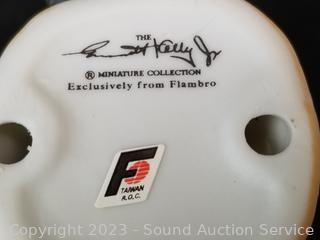 THE
Emmett Kelly Jr
® MINIATURE COLLECTION
Exclusively from Flambro
F
TAIWAN
R.O.C.
Copyright © 2023 - Sound Auction Service